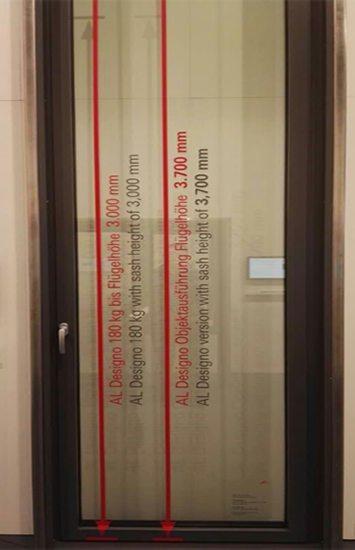 AL Designo 180 kg bis Flügelhöhe 3.000 mm
AL Designo 180 kg with sash height of 3,000 mm
AL Designo Objektausführung Flügelhöhe 3.700 mm
AL Designo version with sash height of 3,700 mm